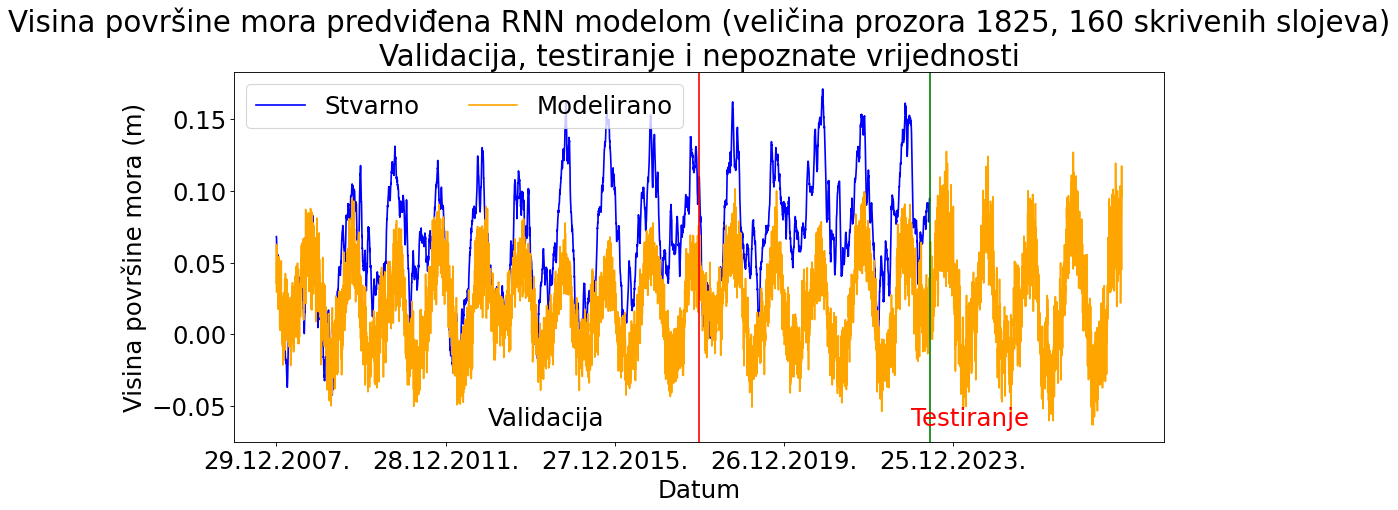 Visina površine mora predviđena RNN modelom (veličina prozora 1825, 160 skrivenih slojeva)
Validacija, testiranje i nepoznate vrijednosti
Stvarno Modelirano
Visina površine mora (m)
0.15
0.10
0.05
0.00
−0.05
Validacija Testiranje
29.12.2007. 28.12.2011. 27.12.2015. 26.12.2019. 25.12.2023.
Datum